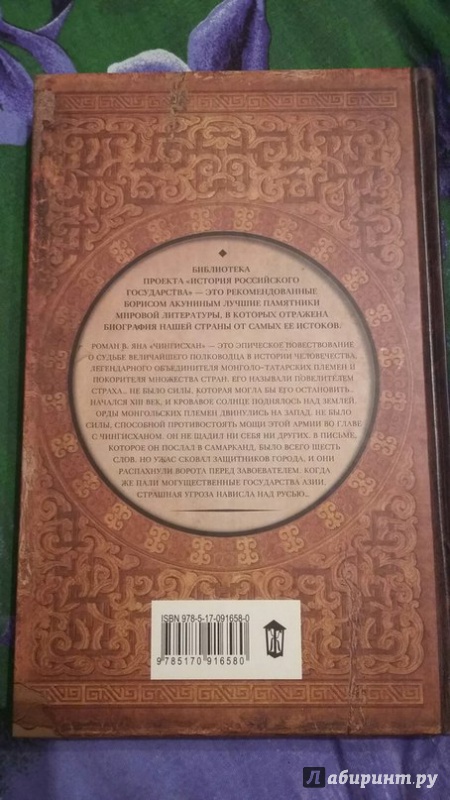 БИБЛИОТЕКА
ПРОЕКТА «ИСТОРИЯ РОССИЙСКОГО
ГОСУДАРСТВА» — ЭТО РЕКОМЕНДОВАННЫЕ
БОРИСОМ АКУНИНЫМ ЛУЧШИЕ ПАМЯТНИКИ
МИРОВОЙ ЛИТЕРАТУРЫ, В КОТОРЫХ ОТРАЖЕНА
БИОГРАФИЯ НАШЕЙ СТРАНЫ ОТ САМЫХ ЕЕ ИСТОКОВ.
РОМАН В. ЯНА «ЧИНГИСХАН» — ЭТО ЭПИЧЕСКОЕ ПОВЕСТВОВАНИЕ
О СУДЬБЕ ВЕЛИЧАЙШЕГО ПОЛКОВОДЦА В ИСТОРИИ ЧЕЛОВЕЧЕСТВА,
ЛЕГЕНДАРНОГО ОБЪЕДИНИТЕЛЯ МОНГОЛО-ТАТАРСКИХ ПЛЕМЕН И
ПОКОРИТЕЛЯ МНОЖЕСТВА СТРАН. ЕГО НАЗЫВАЛИ ПОВЕЛИТЕЛЕМ
СТРАХА... НЕ БЫЛО СИЛЫ, КОТОРАЯ МОГЛА БЫ ЕГО ОСТАНОВИТЬ...
НАЧАЛСЯ XIII ВЕК, И КРОВАВОЕ СОЛНЦЕ ПОДНЯЛОСЬ НАД ЗЕМЛЕЙ.
ОРДЫ МОНГОЛЬСКИХ ПЛЕМЕН ДВИНУЛИСЬ НА ЗАПАД. НЕ БЫЛО
СИЛЫ, СПОСОБНОЙ ПРОТИВОСТОЯТЬ МОЩИ ЭТОЙ АРМИИ ВО ГЛАВЕ
С ЧИНГИСХАНОМ. ОН НЕ ЩАДИЛ НИ СЕБЯ НИ ДРУГИХ. В ПИСЬМЕ,
КОТОРОЕ ОН ПОСЛАЛ В САМАРКАНД, БЫЛО ВСЕГО ШЕСТЬ
СЛОВ. НО УЖАС СКОВАЛ ЗАЩИТНИКОВ ГОРОДА, И ОНИ
РАСПАХНУЛИ ВОРОТА ПЕРЕД ЗАВОЕВАТЕЛЕМ. КОГДА
ЖЕ ПАЛИ МОГУЩЕСТВЕННЫЕ ГОСУДАРСТВА АЗИИ,
СТРАШНАЯ УГРОЗА НАВИСЛА НАД РУСЬЮ...
ISBN 978-5-17-091658-0
9785170916580
Лабиринт.ру